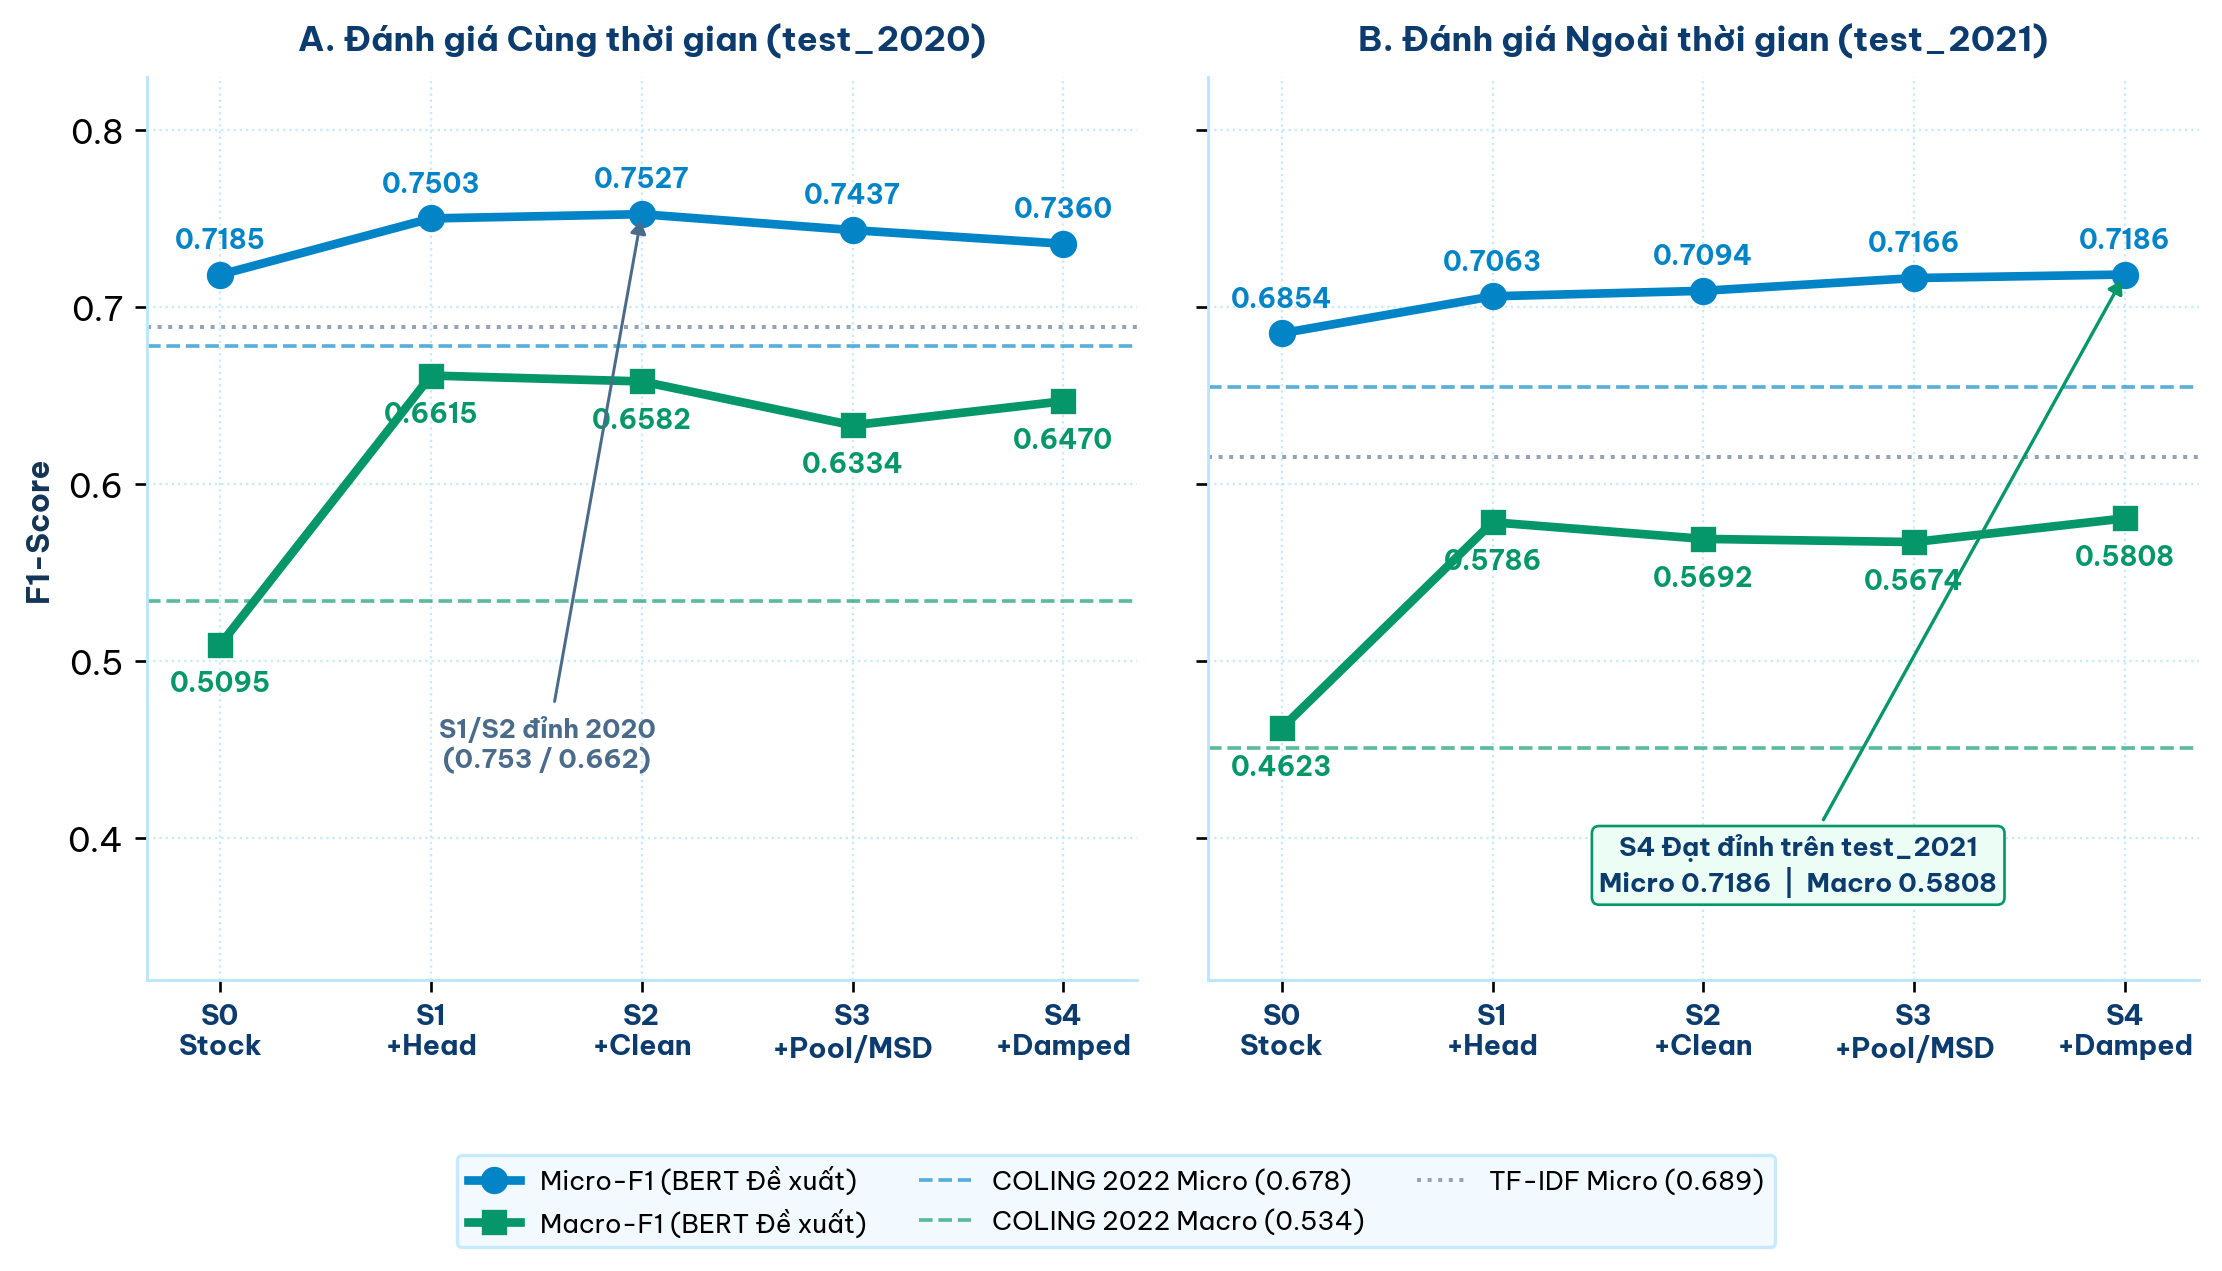 A. Đánh giá Cùng thời gian (test_2020)
F1-Score
0.8
0.7
0.6
0.5
0.4
0.7185
0.7503
0.7527
0.7437
0.7360
0.5095
0.6615
0.6582
0.6334
0.6470
S1/S2 đỉnh 2020
(0.753 / 0.662)
S0
Stock
S1
+Head
S2
+Clean
S3
+Pool/MSD
S4
+Damped
B. Đánh giá Ngoài thời gian (test_2021)
0.6854
0.7063
0.7094
0.7166
0.7186
0.4623
0.5786
0.5692
0.5674
0.5808
S4 Đạt đỉnh trên test_2021
Micro 0.7186 | Macro 0.5808
S0
Stock
S1
+Head
S2
+Clean
S3
+Pool/MSD
S4
+Damped
Micro-F1 (BERT Đề xuất)
Macro-F1 (BERT Đề xuất)
COLING 2022 Micro (0.678)
COLING 2022 Macro (0.534)
TF-IDF Micro (0.689)